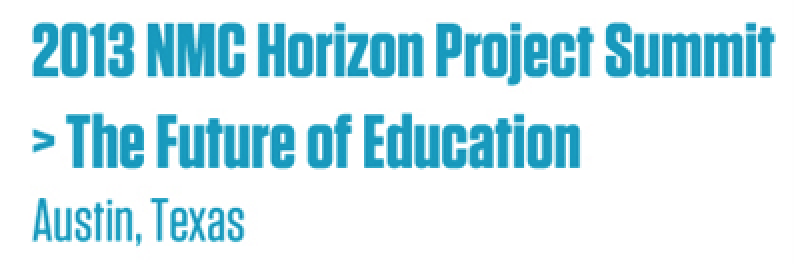 2013 NMC Horizon Project Summit
> The Future of Education
Austin, Texas